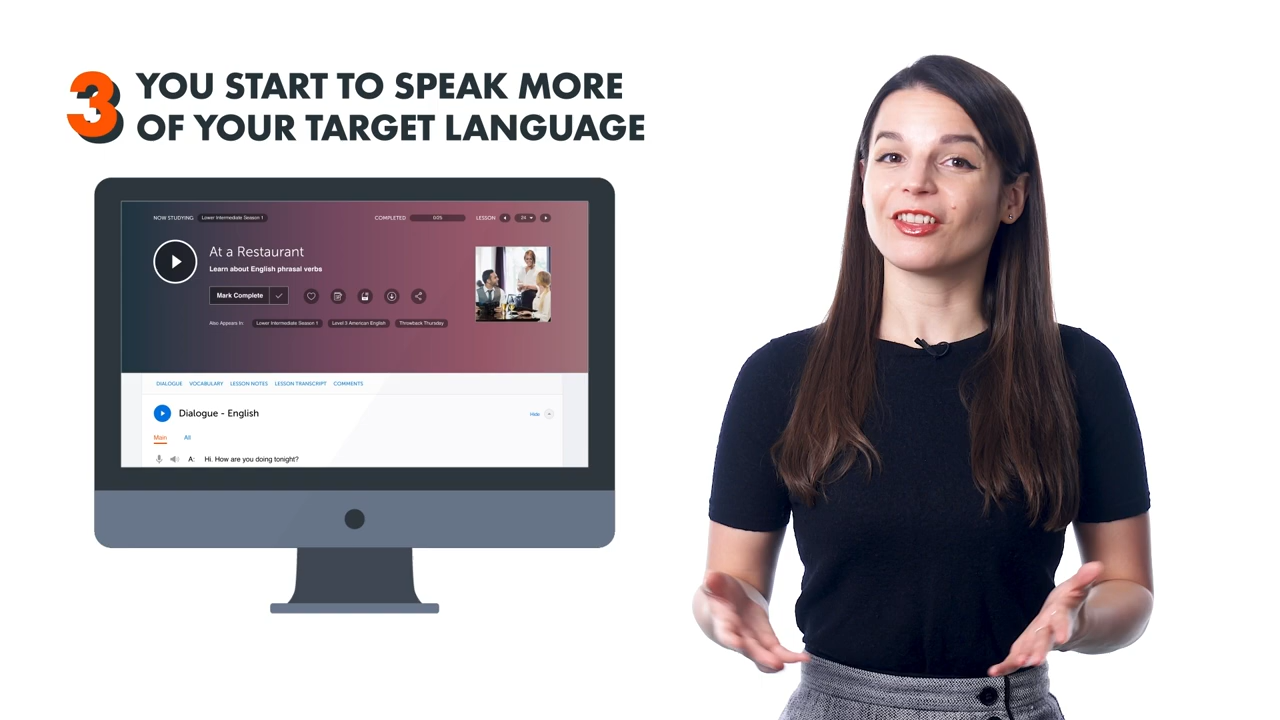 3 YOU START TO SPEAK MORE
OF YOUR TARGET LANGUAGE
NOW STUDYING Lower Intermediate Season 1 COMPLETED 0:05 LESSON 24
At a Restaurant
Learn about English phrasal verbs
Mark Complete
Also Appears In: Lower Intermediate Season 1 Level 3 American English Throwback Thursday
DIALOGUE VOCABULARY LESSON NOTES LESSON TRANSCRIPT COMMENTS
Dialogue - English Hide
Main All
A: Hi. How are you doing tonight?